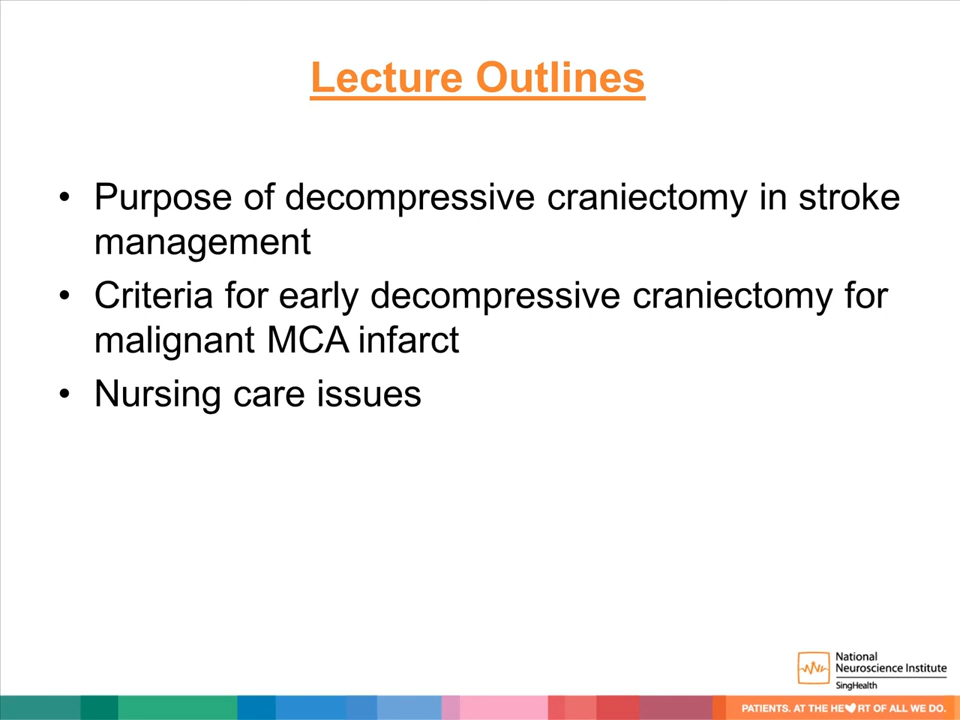 Lecture Outlines
• Purpose of decompressive craniectomy in stroke
management
• Criteria for early decompressive craniectomy for
malignant MCA infarct
• Nursing care issues
National
Neuroscience Institute
SingHealth
PATIENTS. AT THE HE♥RT OF ALL WE DO.